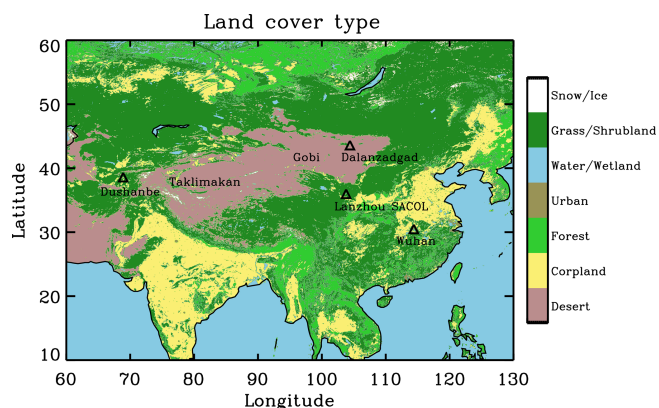 Land cover type
60
50
40
30
20
10
Latitude
60 70 80 90 100 110 120 130
Longitude
Gobi
Dalanzadgad
Taklimakan
Dushanbe
Lanzhou SACOL
Wuhan
Snow/Ice
Grass/Shrubland
Water/Wetland
Urban
Forest
Corpland
Desert